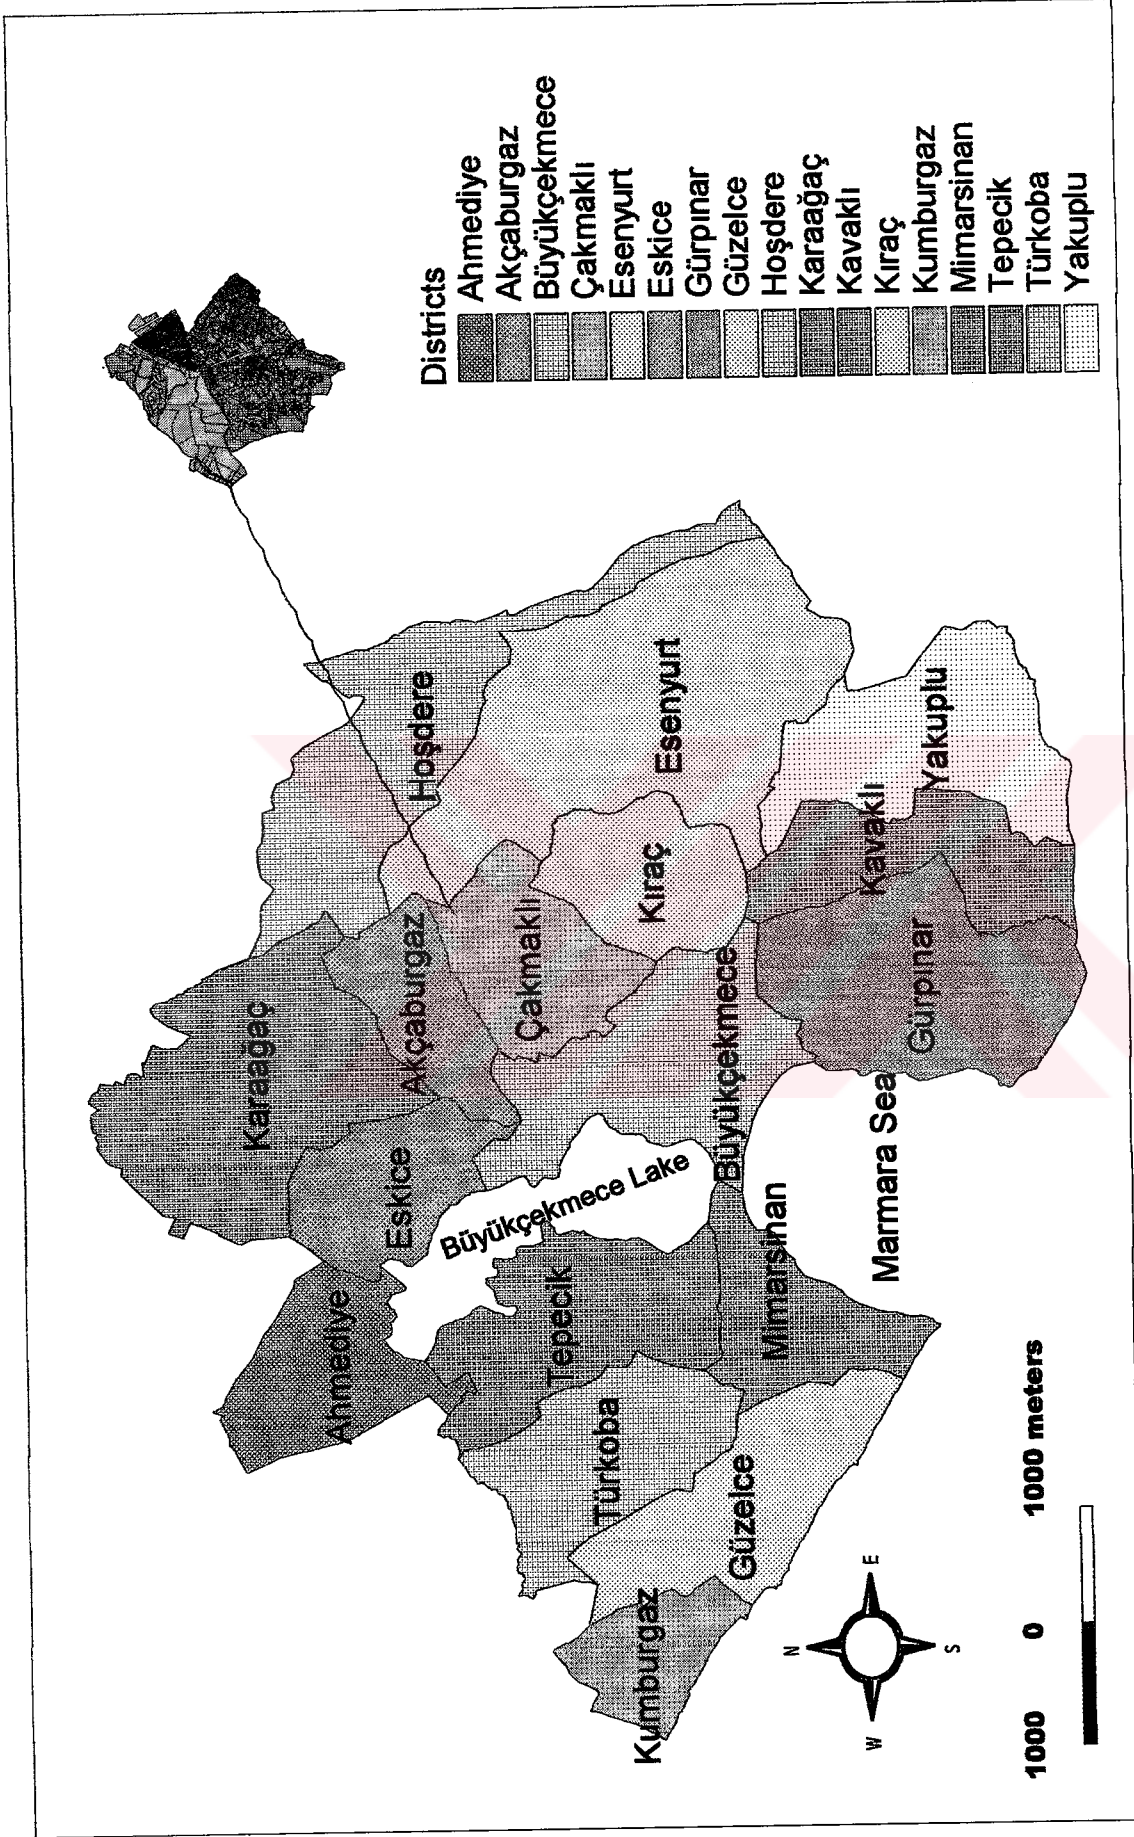 Districts
Ahmediye
Akçaburgaz
Büyükçekmece
Çakmaklı
Esenyurt
Eskice
Gürpınar
Güzelce
Hoşdere
Karaağaç
Kavaklı
Kıraç
Kumburgaz
Mimarsinan
Tepecik
Türkoba
Yakuplu
Karaağaç
Ahmediye
Eskice
Akçaburgaz
Hoşdere
Büyükçekmece Lake
Çakmaklı
Tepecik
Türkoba
Kıraç
Esenyurt
Kumburgaz
Güzelce
Mimarsinan
Büyükçekmece
Kavaklı
Yakuplu
Marmara Sea
Gürpınar
N
W
E
S
1000 0 1000 meters